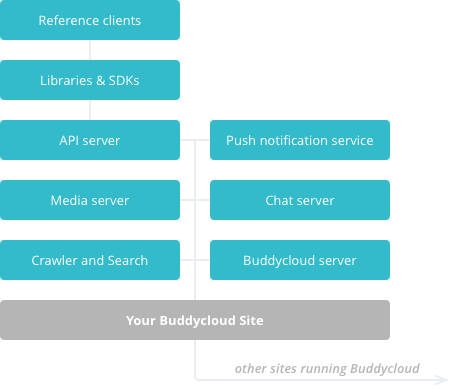 Reference clients
Libraries & SDKs
API server
Push notification service
Media server
Chat server
Crawler and Search
Buddycloud server
Your Buddycloud Site
other sites running Buddycloud